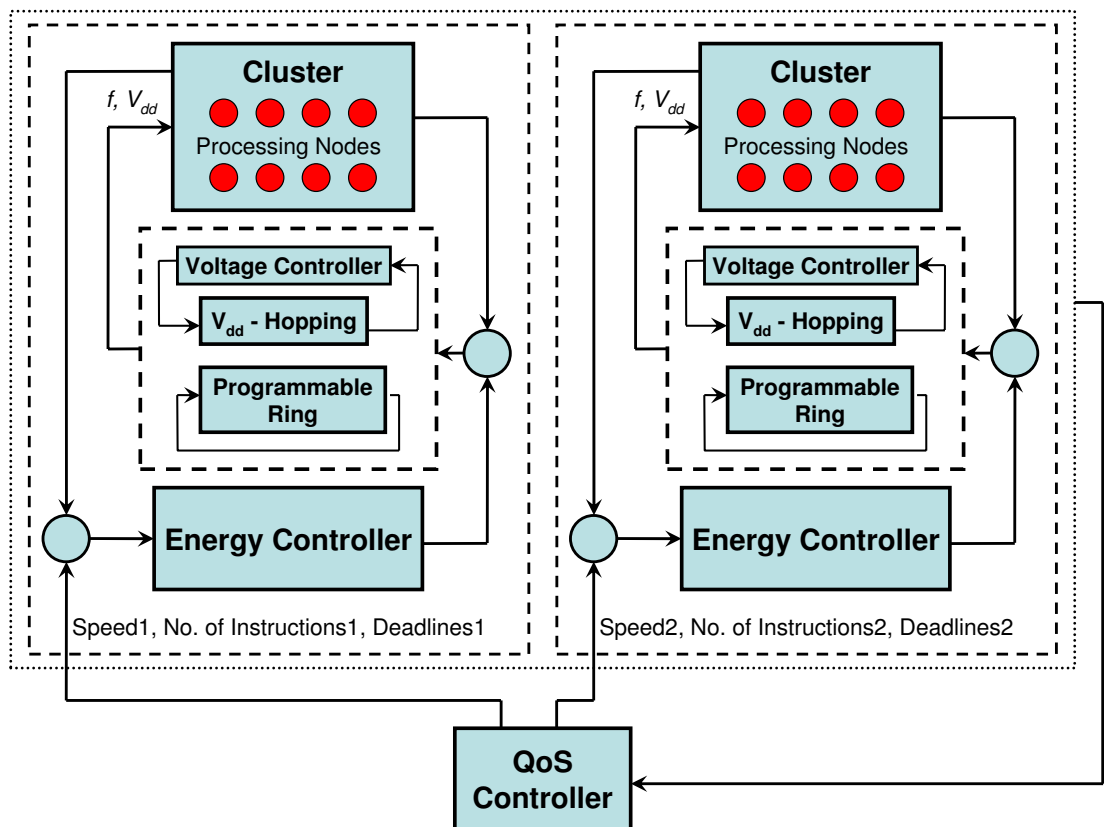 Cluster
f, Vdd
Processing Nodes
Voltage Controller
Vdd - Hopping
Programmable
Ring
Energy Controller
Speed1, No. of Instructions1, Deadlines1
Cluster
f, Vdd
Processing Nodes
Voltage Controller
Vdd - Hopping
Programmable
Ring
Energy Controller
Speed2, No. of Instructions2, Deadlines2
QoS
Controller